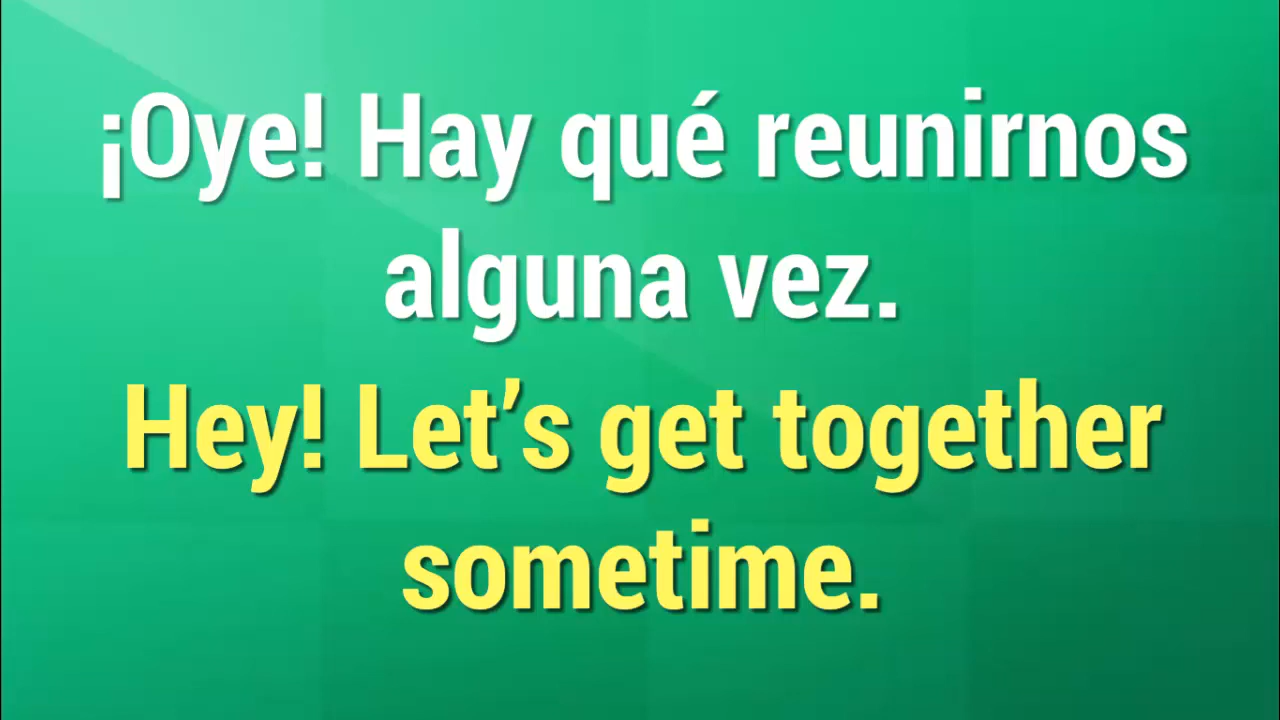 ¡Oye! Hay qué reunirnos
alguna vez.
Hey! Let’s get together
sometime.